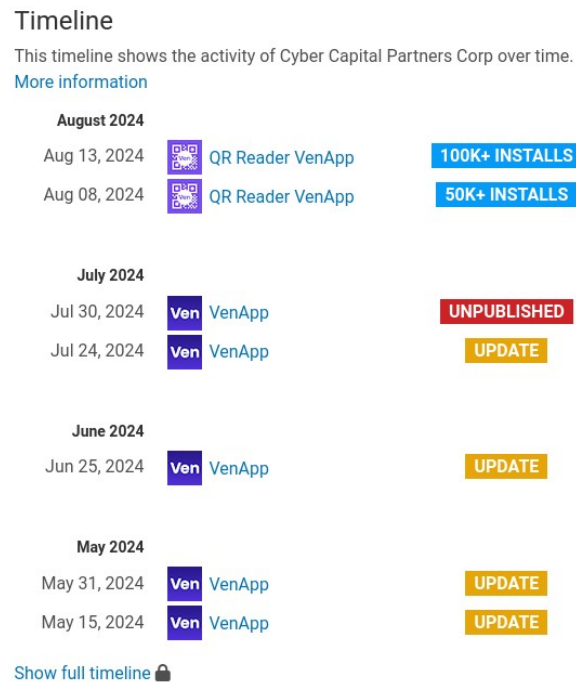 Timeline
This timeline shows the activity of Cyber Capital Partners Corp over time.
More information
August 2024
Aug 13, 2024 Ven QR Reader VenApp 100K+ INSTALLS
Aug 08, 2024 Ven QR Reader VenApp 50K+ INSTALLS
July 2024
Jul 30, 2024 Ven VenApp UNPUBLISHED
Jul 24, 2024 Ven VenApp UPDATE
June 2024
Jun 25, 2024 Ven VenApp UPDATE
May 2024
May 31, 2024 Ven VenApp UPDATE
May 15, 2024 Ven VenApp UPDATE
Show full timeline